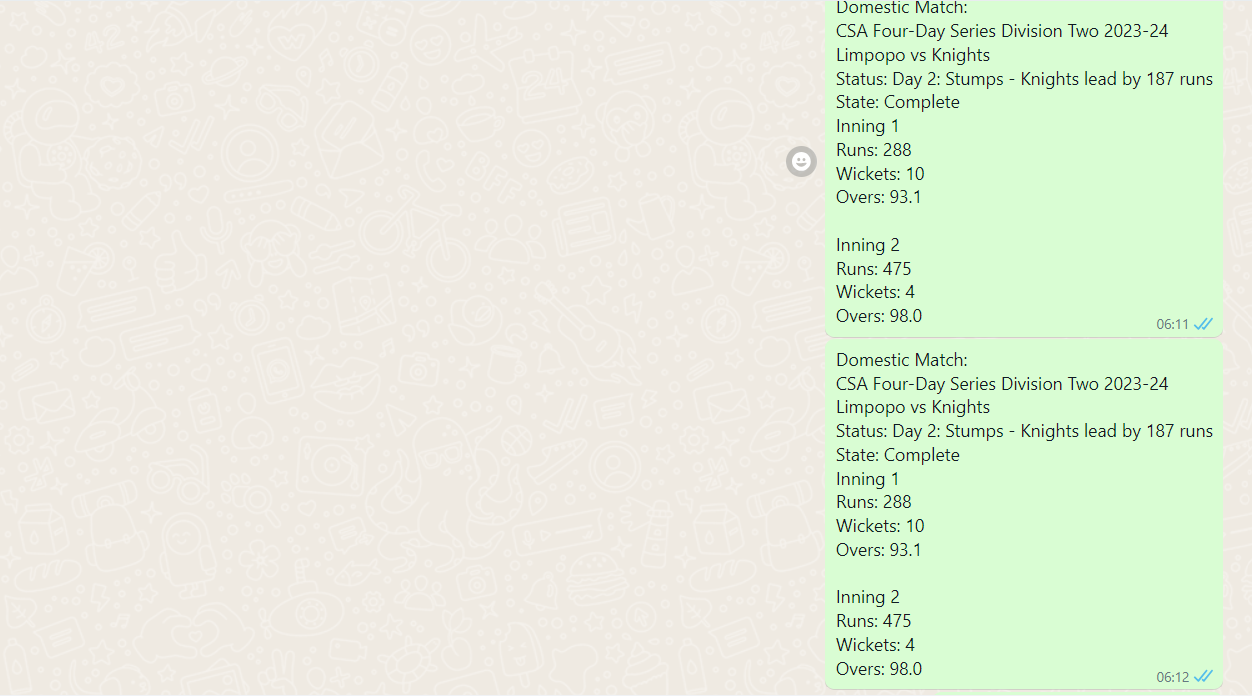 Domestic Match:
CSA Four-Day Series Division Two 2023-24
Limpopo vs Knights
Status: Day 2: Stumps - Knights lead by 187 runs
State: Complete
Inning 1
Runs: 288
Wickets: 10
Overs: 93.1
Inning 2
Runs: 475
Wickets: 4
Overs: 98.0
06:11
Domestic Match:
CSA Four-Day Series Division Two 2023-24
Limpopo vs Knights
Status: Day 2: Stumps - Knights lead by 187 runs
State: Complete
Inning 1
Runs: 288
Wickets: 10
Overs: 93.1
Inning 2
Runs: 475
Wickets: 4
Overs: 98.0
06:12